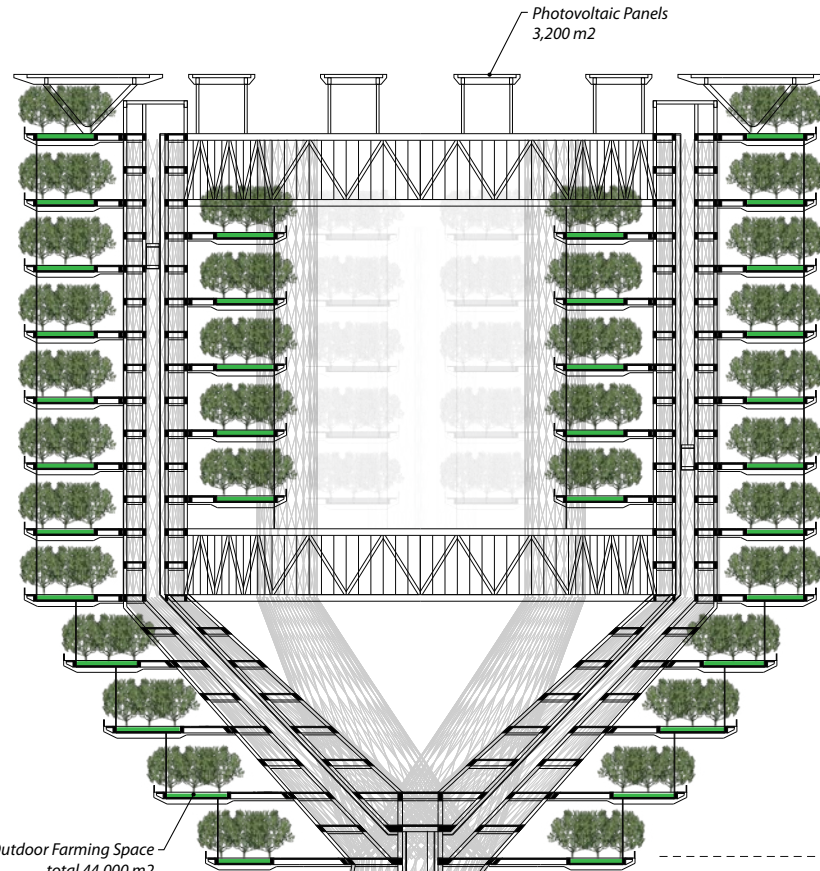 Photovoltaic Panels
3,200 m2
utdoor Farming Space
total 44,000 m2